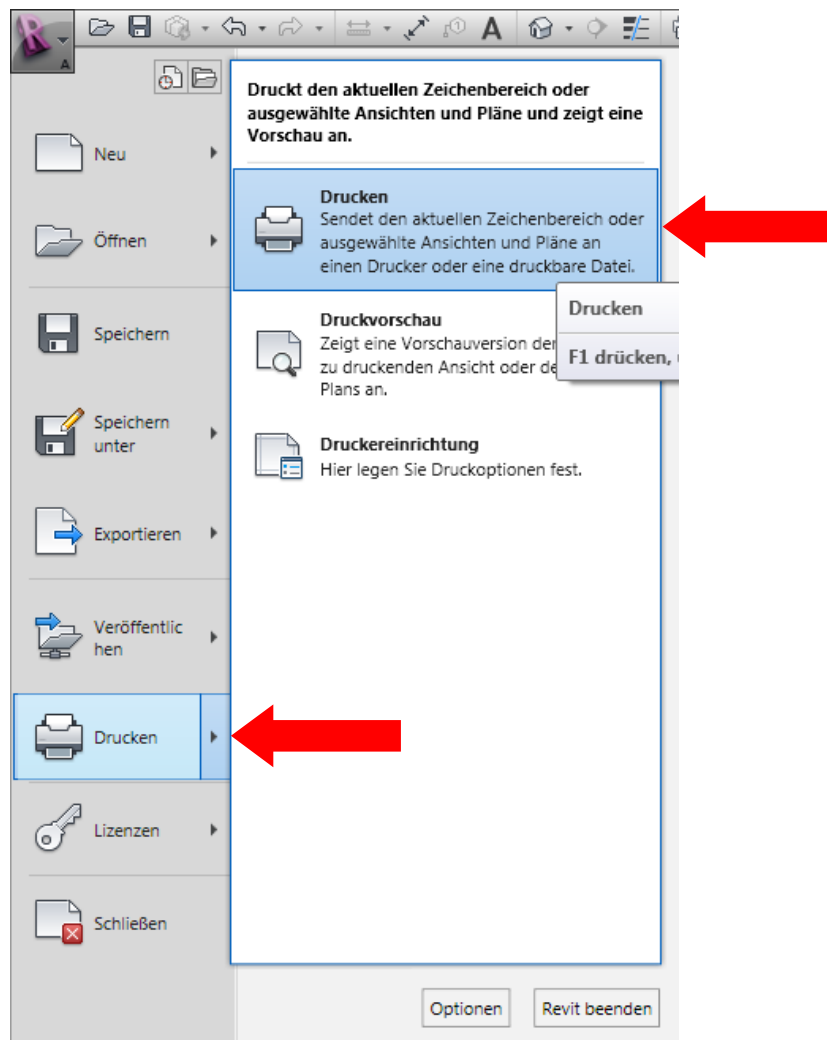 A
A
Druckt den aktuellen Zeichenbereich oder
ausgewählte Ansichten und Pläne und zeigt eine
Vorschau an.
Neu
Öffnen
Speichern
Speichern
unter
Exportieren
Veröffentlic
hen
Drucken
Lizenzen
Schließen
Drucken
Sendet den aktuellen Zeichenbereich oder
ausgewählte Ansichten und Pläne an
einen Drucker oder eine druckbare Datei.
Drucken
F1 drücken,
Druckvorschau
Zeigt eine Vorschauversion der
zu druckenden Ansicht oder de
Plans an.
Druckereinrichtung
Hier legen Sie Druckoptionen fest.
Optionen
Revit beenden